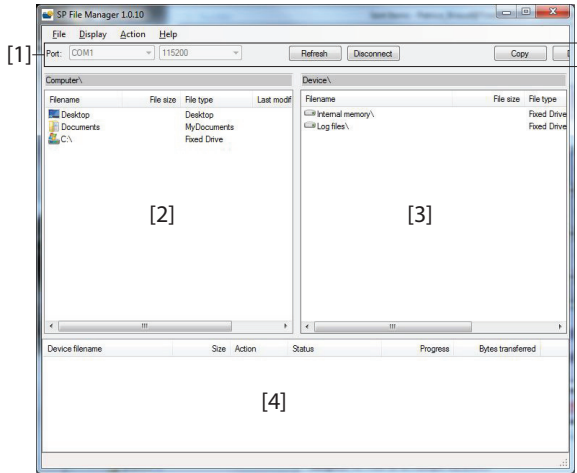 SP File Manager 1.0.10
File Display Action Help
[1]
Port: COM1 115200 Refresh Disconnect Copy
Computer\
Filename File size File type Last modif
Desktop Desktop
Documents MyDocuments
C:\ Fixed Drive
[2]
Device\
Filename File size File type
Internal memory\ Fixed Drive
Log files\ Fixed Drive
[3]
Device filename Size Action Status Progress Bytes transferred
[4]